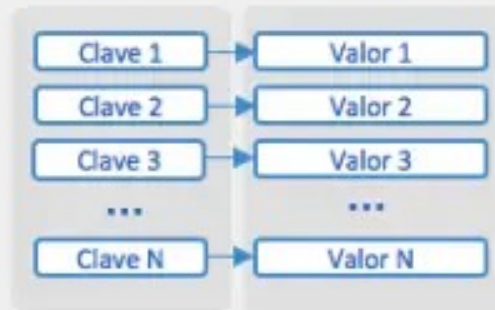 Clave 1 Valor 1
Clave 2 Valor 2
Clave 3 Valor 3
... ...
Clave N Valor N